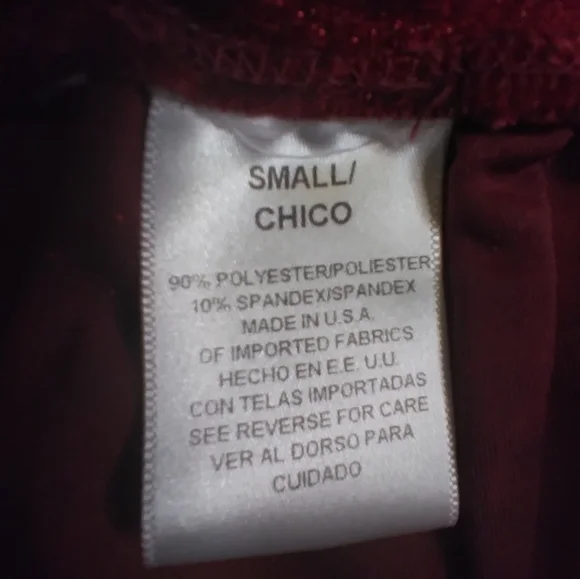 SMALL/
CHICO
90% POLYESTER/POLIESTER
10% SPANDEX/SPANDEX
MADE IN U.S.A.
OF IMPORTED FABRICS
HECHO EN E.E. U.U.
CON TELAS IMPORTADAS
SEE REVERSE FOR CARE
VER AL DORSO PARA
CUIDADO